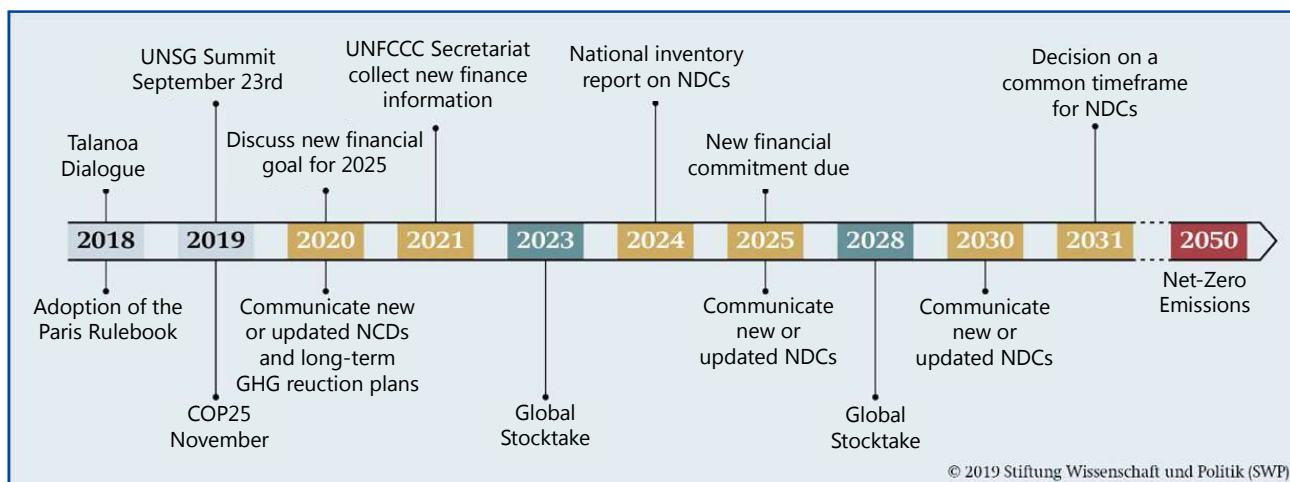 UNSG Summit
September 23rd
UNFCCC Secretariat
collect new finance
information
National inventory
report on NDCs
Decision on a
common timeframe
for NDCs
Talanoa
Dialogue
Discuss new financial
goal for 2025
New financial
commitment due
2018 2019 2020 2021 2023 2024 2025 2028 2030 2031 2050
Adoption of the
Paris Rulebook
Communicate new
or updated NCDs
and long-term
GHG reuction plans
Communicate
new or
updated NDCs
Communicate
new or
updated NDCs
Net-Zero
Emissions
COP25
November
Global
Stocktake
Global
Stocktake
© 2019 Stiftung Wissenschaft und Politik (SWP)